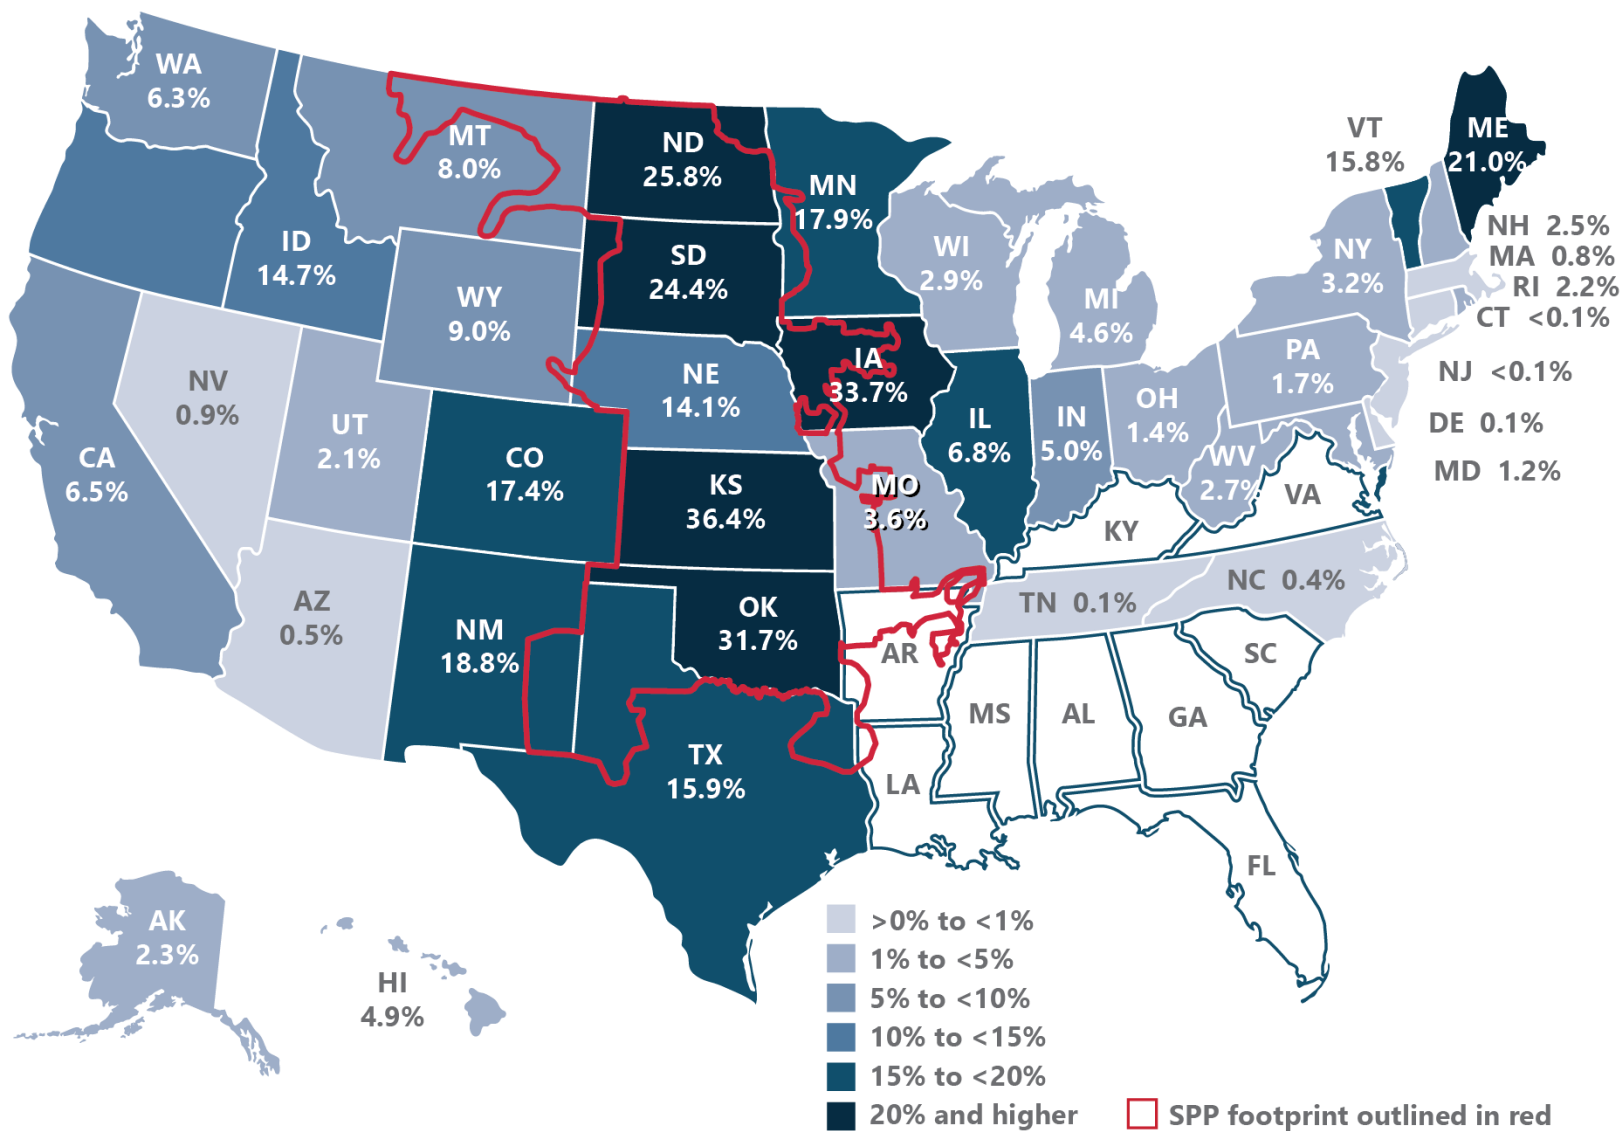 WA
6.3%
MT
8.0%
ND
25.8%
MN
17.9%
VT
15.8%
ME
21.0%
ID
14.7%
SD
24.4%
WI
2.9%
MI
4.6%
NY
3.2%
NH 2.5%
MA 0.8%
RI 2.2%
CT <0.1%
WY
9.0%
IA
33.7%
PA
1.7%
NJ <0.1%
NV
0.9%
NE
14.1%
OH
1.4%
DE 0.1%
UT
2.1%
IL
6.8%
IN
5.0%
WV
2.7%
MD 1.2%
CA
6.5%
CO
17.4%
KS
36.4%
MO
3.6%
VA
KY
AZ
0.5%
NM
18.8%
OK
31.7%
TN 0.1%
NC 0.4%
AR
SC
MS
AL
GA
TX
15.9%
LA
FL
AK
2.3%
HI
4.9%
>0% to <1%
1% to <5%
5% to <10%
10% to <15%
15% to <20%
20% and higher
SPP footprint outlined in red